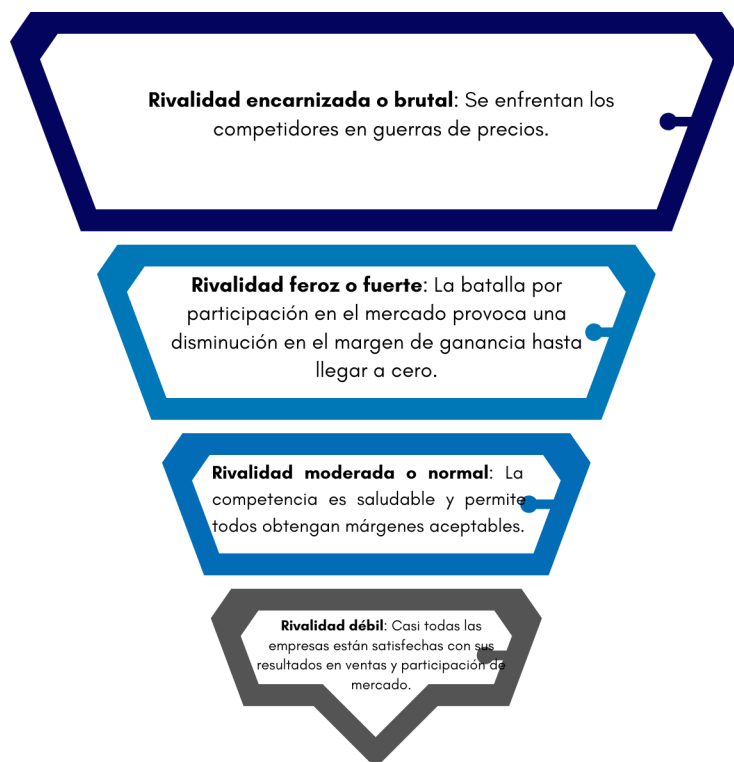 Rivalidad encarnizada o brutal: Se enfrentan los
competidores en guerras de precios.
Rivalidad feroz o fuerte: La batalla por
participación en el mercado provoca una
disminución en el margen de ganancia hasta
llegar a cero.
Rivalidad moderada o normal: La
competencia es saludable y permite
todos obtengan márgenes aceptables.
Rivalidad débil: Casi todas las
empresas están satisfechas con sus
resultados en ventas y participación de
mercado.